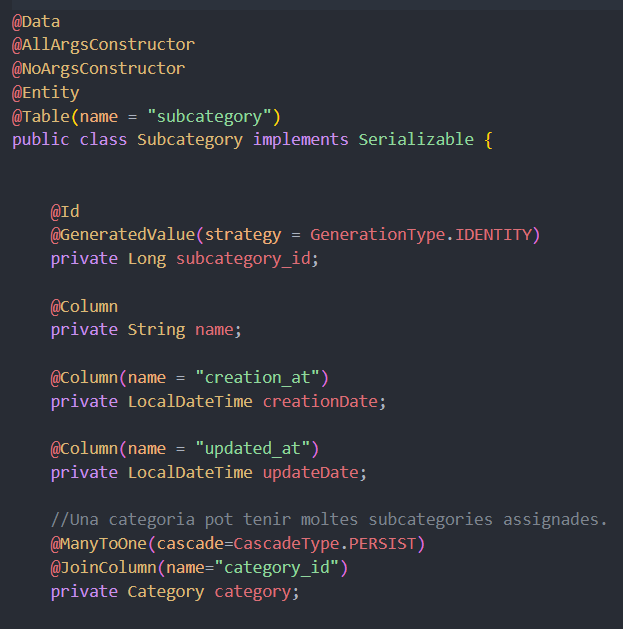 @Data
@AllArgsConstructor
@NoArgsConstructor
@Entity
@Table(name = "subcategory")
public class Subcategory implements Serializable {
@Id
@GeneratedValue(strategy = GenerationType.IDENTITY)
private Long subcategory_id;
@Column
private String name;
@Column(name = "creation_at")
private LocalDateTime creationDate;
@Column(name = "updated_at")
private LocalDateTime updateDate;
//Una categoria pot tenir moltes subcategories assignades.
@ManyToOne(cascade=CascadeType.PERSIST)
@JoinColumn(name="category_id")
private Category category;